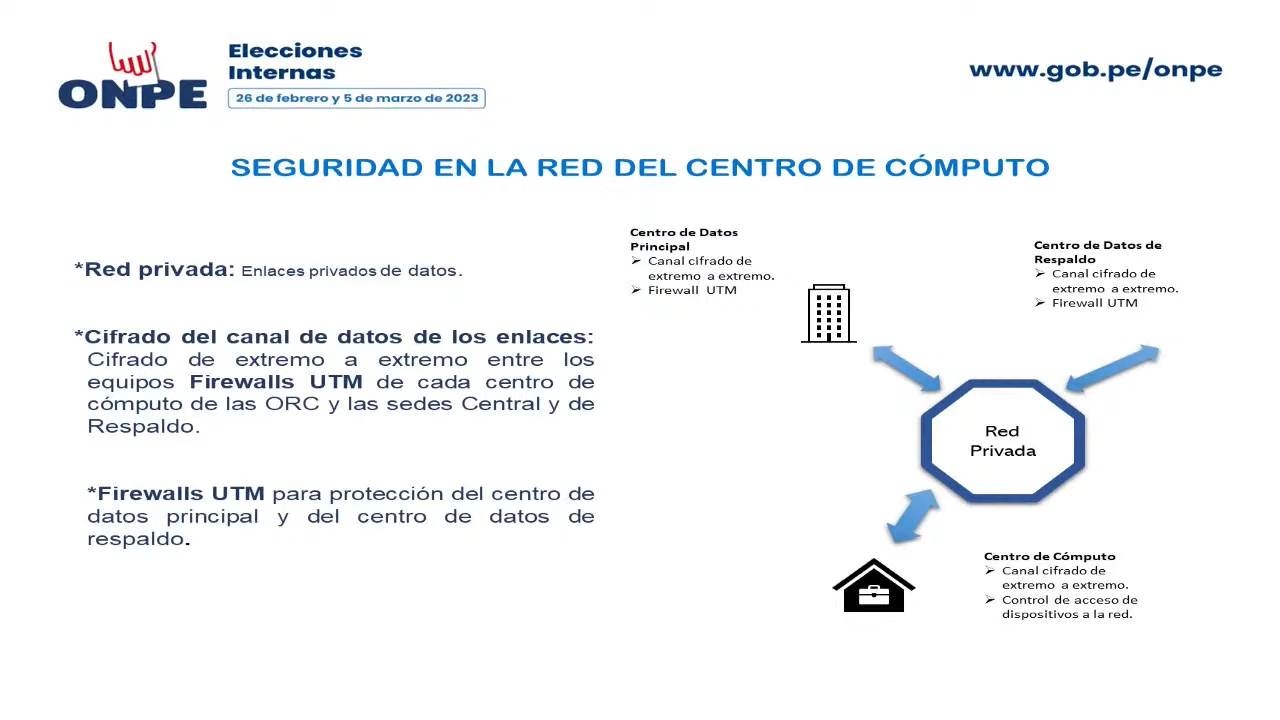 ONPE
Elecciones
Internas
26 de febrero y 5 de marzo de 2023
www.gob.pe/onpe
SEGURIDAD EN LA RED DEL CENTRO DE CÓMPUTO
*Red privada: Enlaces privados de datos.
*Cifrado del canal de datos de los enlaces:
Cifrado de extremo a extremo entre los
equipos Firewalls UTM de cada centro de
cómputo de las ORC y las sedes Central y de
Respaldo.
*Firewalls UTM para protección del centro de
datos principal y del centro de datos de
respaldo.
Centro de Datos
Principal
➢ Canal cifrado de
extremo a extremo.
➢ Firewall UTM
Centro de Datos de
Respaldo
➢ Canal cifrado de
extremo a extremo.
➢ Firewall UTM
Red
Privada
Centro de Cómputo
➢ Canal cifrado de
extremo a extremo.
➢ Control de acceso de
dispositivos a la red.